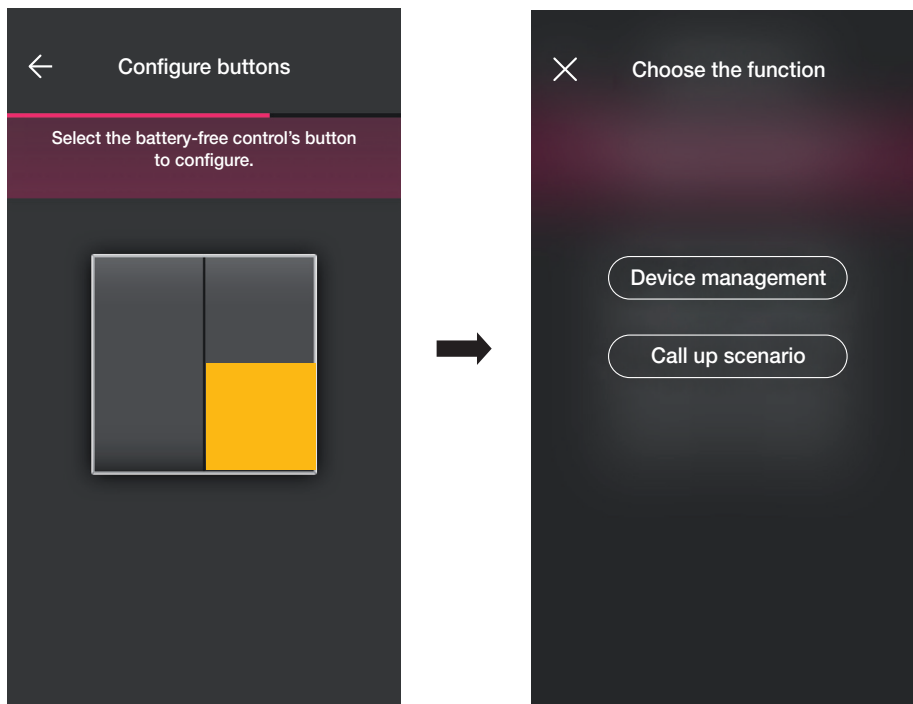 Configure buttons
Select the battery-free control's button
to configure.
Choose the function
Device management
Call up scenario